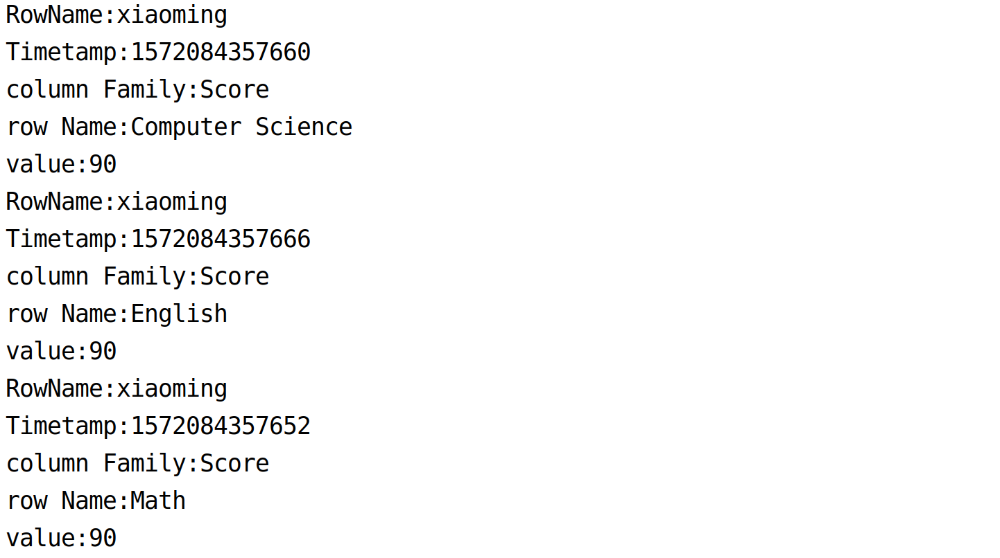 RowName:xiaoming
Timetamp:1572084357660
column Family:Score
row Name:Computer Science
value:90
RowName:xiaoming
Timetamp:1572084357666
column Family:Score
row Name:English
value:90
RowName:xiaoming
Timetamp:1572084357652
column Family:Score
row Name:Math
value:90